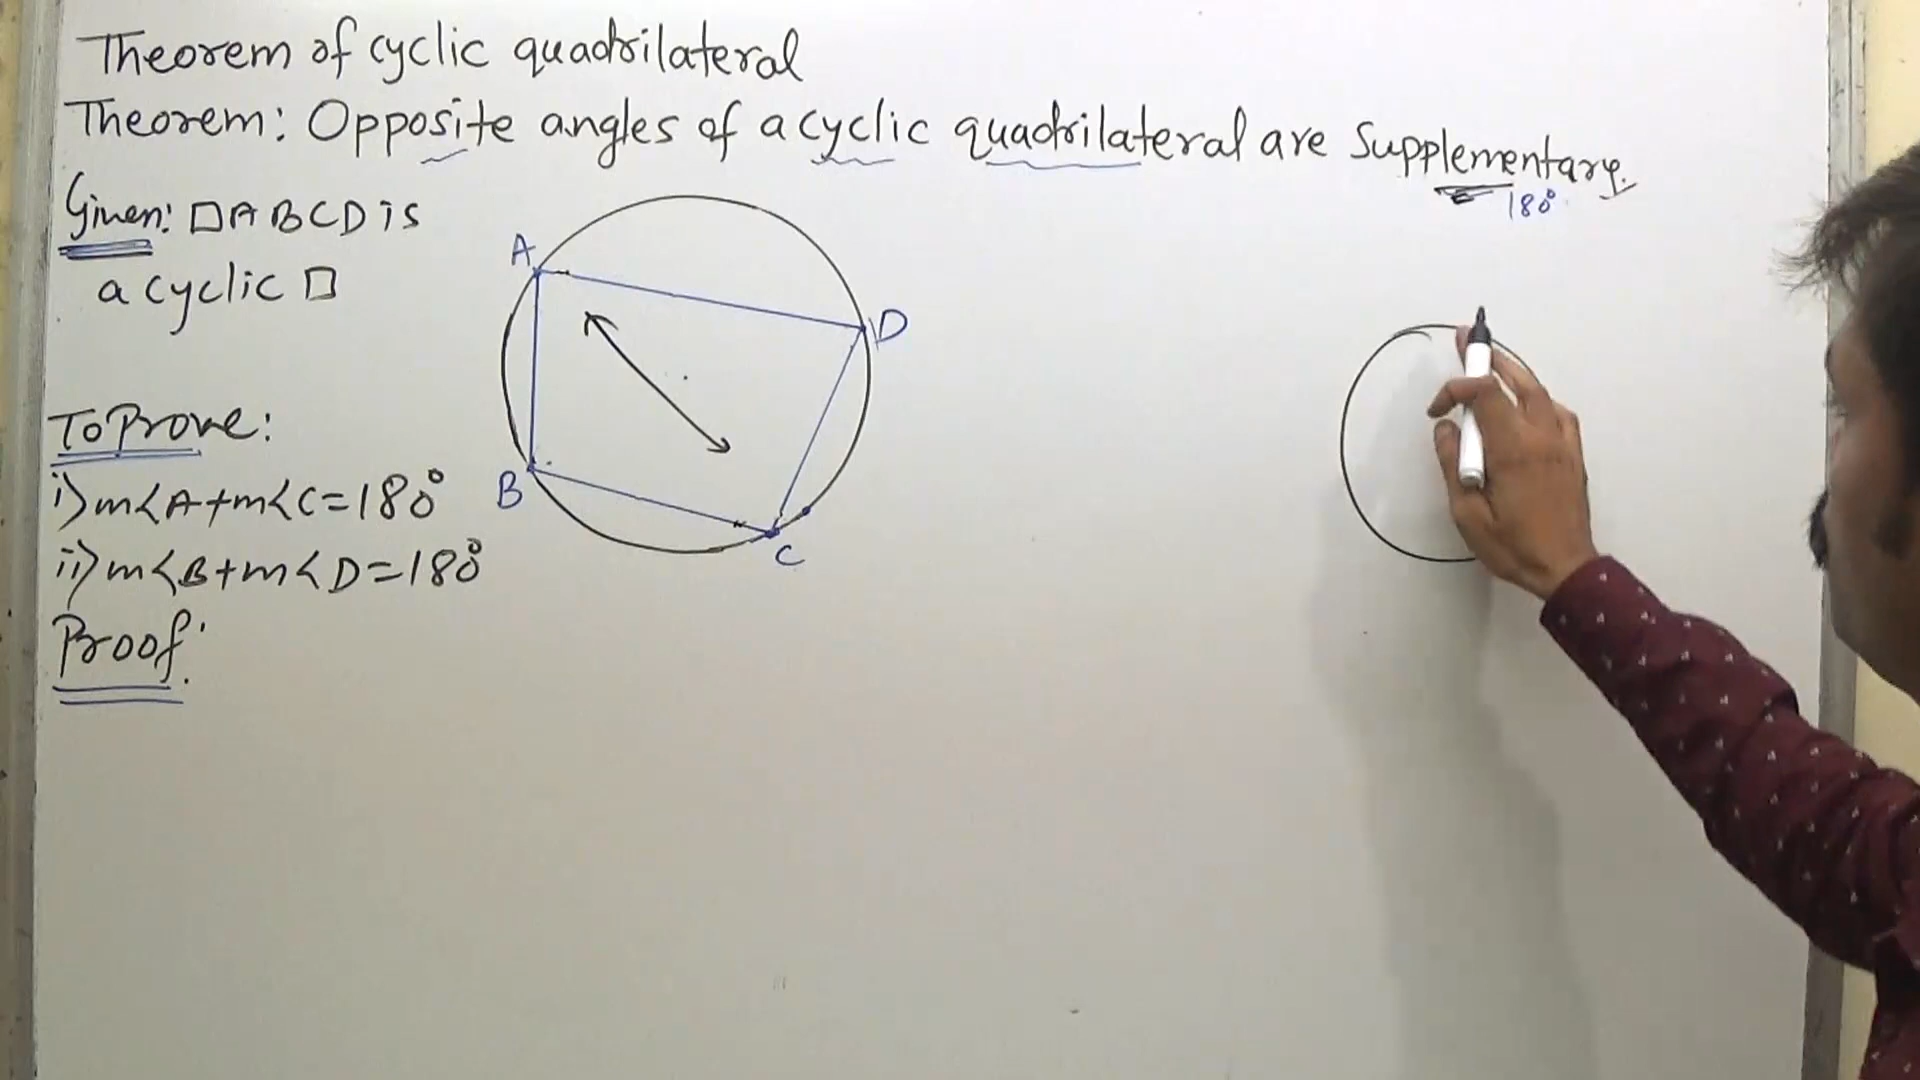 Theorem of cyclic quadrilateral
Theorem: Opposite angles of a cyclic quadrilateral are Supplementary.
180°
Given: □ABCD is
a cyclic □
A
D
B
C
To Prove:
i) m∠A+m∠C=180°
ii) m∠B+m∠D=180°
Proof: